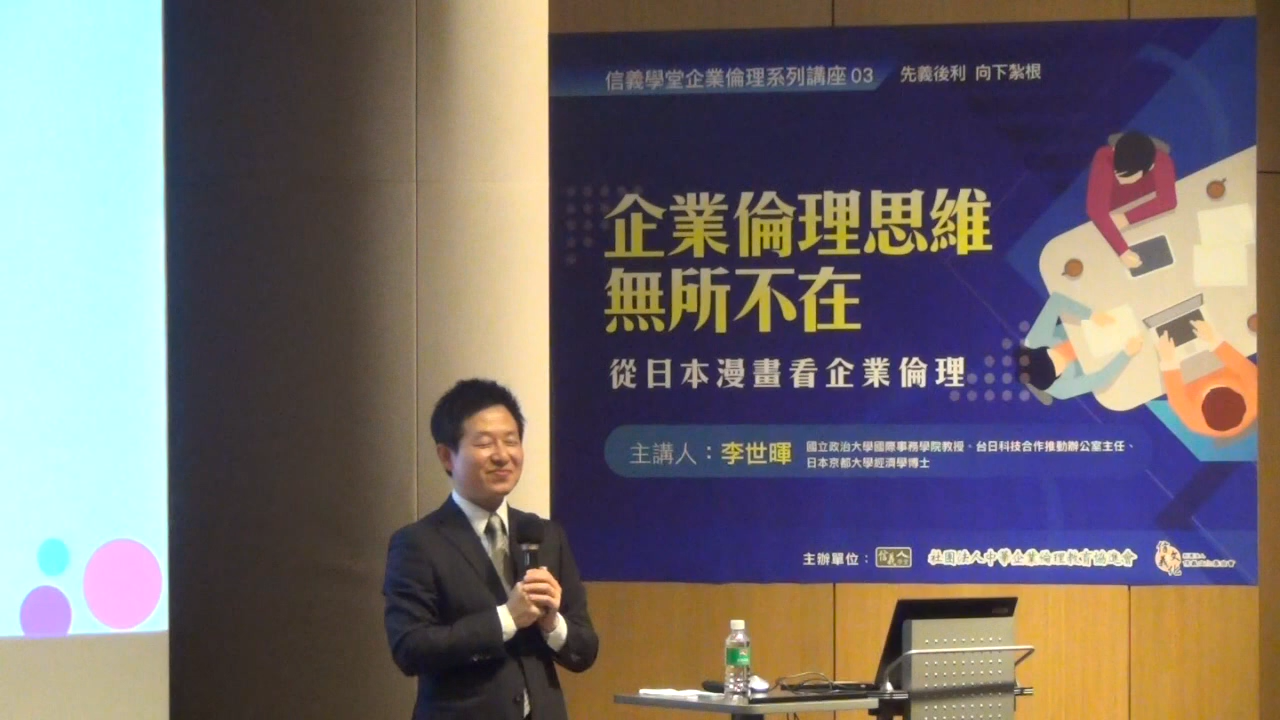 信義學堂企業倫理系列講座 03 先義後利 向下紮根
企業倫理思維
無所不在
從日本漫畫看企業倫理
主講人：李世暉 國立政治大學國際事務學院教授、台日科技合作推動辦公室主任、
日本京都大學經濟學博士
主辦單位： 信義人 社團法人中華企業倫理教育協進會